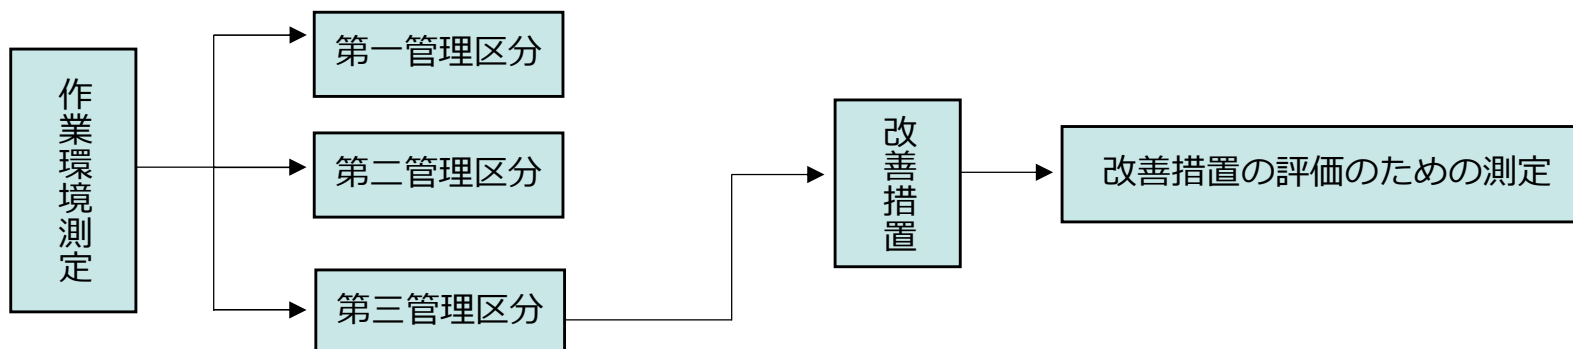 作業環境測定
第一管理区分
第二管理区分
第三管理区分
改善措置
改善措置の評価のための測定